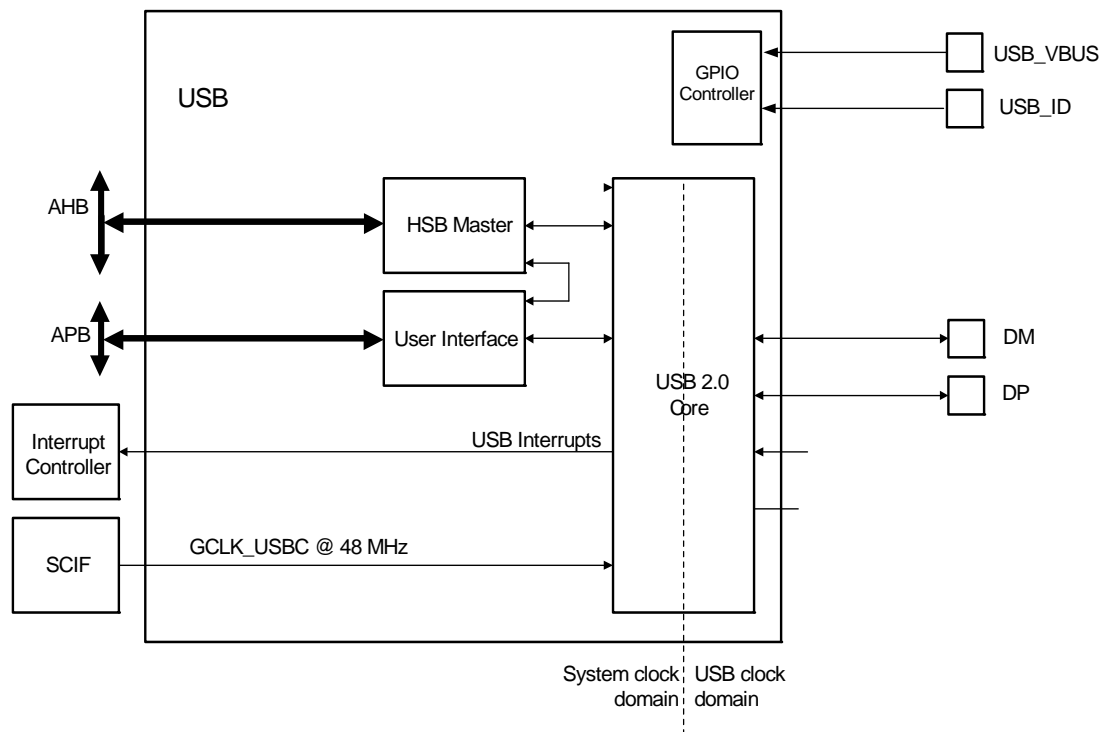 USB_VBUS
GPIO
Controller
USB
USB_ID
AHB
HSB Master
APB
User Interface
DM
USB 2.0
Core
DP
Interrupt
Controller
USB Interrupts
SCIF
GCLK_USBC @ 48 MHz
System clock
domain
USB clock
domain